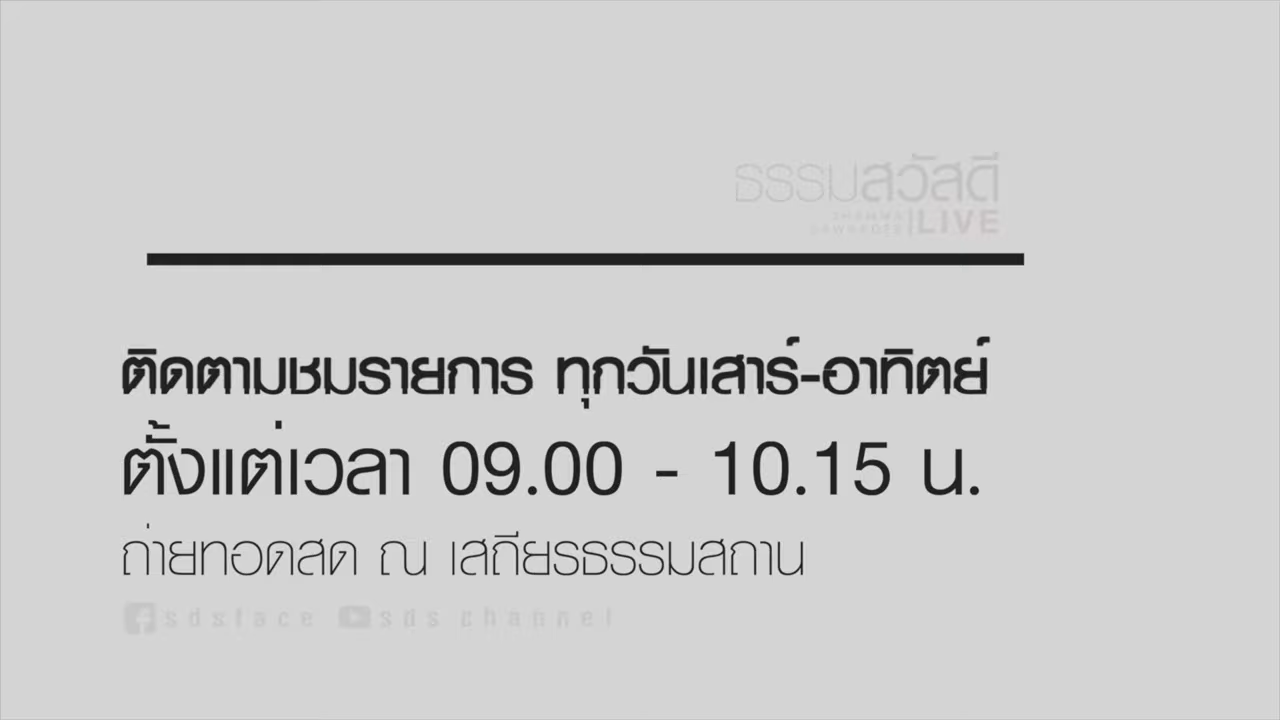 ธรรมสวัสดี
DHAMMA
SAWASDEE |LIVE
ติดตามชมรายการ ทุกวันเสาร์-อาทิตย์
ตั้งแต่เวลา 09.00 - 10.15 น.
ถ่ายทอดสด ณ เสถียรธรรมสถาน
sdsface sds channel